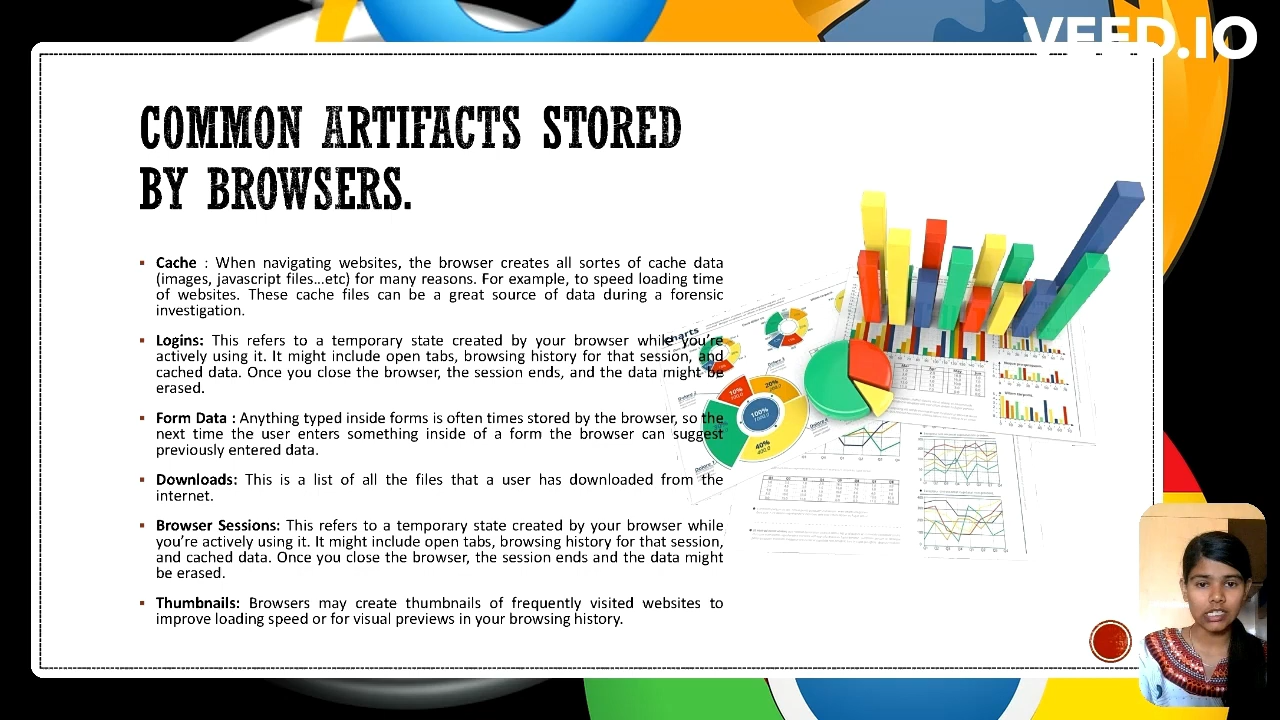 VEED.IO
COMMON ARTIFACTS STORED
BY BROWSERS.
▪ Cache : When navigating websites, the browser creates all sortes of cache data
(images, javascript files...etc) for many reasons. For example, to speed loading time
of websites. These cache files can be a great source of data during a forensic
investigation.
▪ Logins: This refers to a temporary state created by your browser while you're
actively using it. It might include open tabs, browsing history for that session, and
cached data. Once you close the browser, the session ends, and the data might be
erased.
▪ Form Data : Anything typed inside forms is often times stored by the browser, so the
next time the user enters something inside of a form the browser can suggest
previously entered data.
▪ Downloads: This is a list of all the files that a user has downloaded from the
internet.
▪ Browser Sessions: This refers to a temporary state created by your browser while
you're actively using it. It might include open tabs, browsing history for that session,
and cached data. Once you close the browser, the session ends and the data might
be erased.
▪ Thumbnails: Browsers may create thumbnails of frequently visited websites to
improve loading speed or for visual previews in your browsing history.
charts
10%
20%
100%
40%